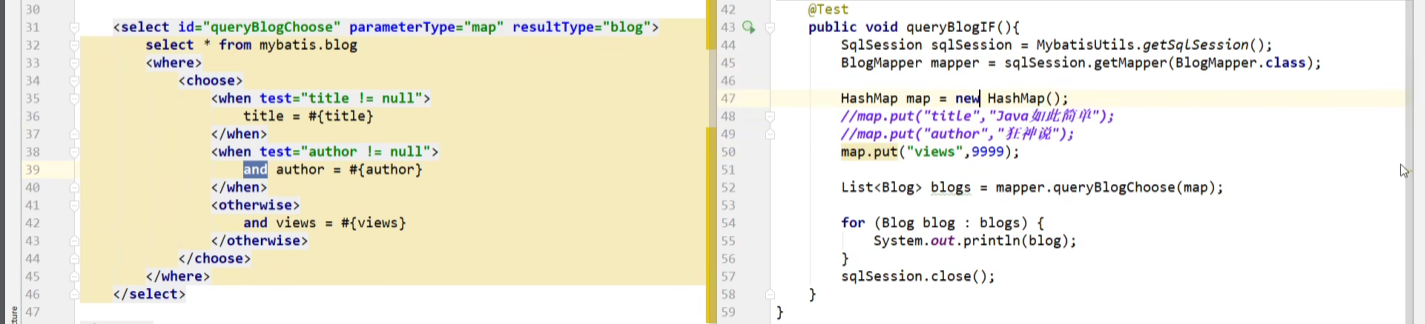 30
31 <select id="queryBlogChoose" parameterType="map" resultType="blog">
32 select * from mybatis.blog
33 <where>
34 <choose>
35 <when test="title != null">
36 title = #{title}
37 </when>
38 <when test="author != null">
39 and author = #{author}
40 </when>
41 <otherwise>
42 and views = #{views}
43 </otherwise>
44 </choose>
45 </where>
46 </select>
47
cture
42 @Test
43 public void queryBlogIF(){
44 SqlSession sqlSession = MybatisUtils.getSqlSession();
45 BlogMapper mapper = sqlSession.getMapper(BlogMapper.class);
46
47 HashMap map = new HashMap();
48 //map.put("title","Java如此简单");
49 //map.put("author","狂神说");
50 map.put("views",9999);
51
52 List<Blog> blogs = mapper.queryBlogChoose(map);
53
54 for (Blog blog : blogs) {
55 System.out.println(blog);
56 }
57 sqlSession.close();
58 }
59 }